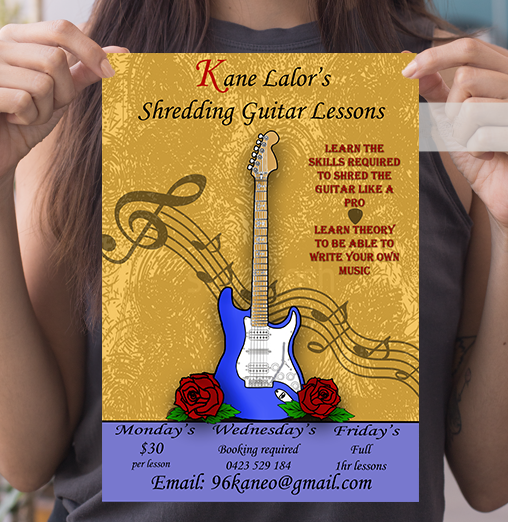 Kane Lalor's
Shredding Guitar Lessons
LEARN THE
SKILLS REQUIRED
TO SHRED THE
GUITAR LIKE A
PRO
LEARN THEORY
TO BE ABLE TO
WRITE YOUR OWN
MUSIC
Monday's Wednesday's Friday's
$30 Booking required Full
per lesson 0423 529 184 1hr lessons
Email: 96kaneo@gmail.com